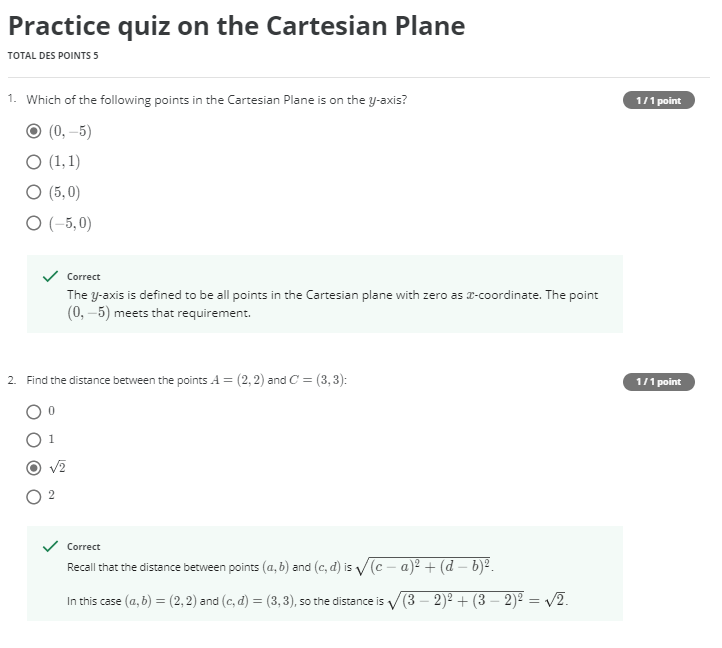 Practice quiz on the Cartesian Plane
TOTAL DES POINTS 5
1. Which of the following points in the Cartesian Plane is on the y-axis?
1 / 1 point
(0, −5)
(1, 1)
(5, 0)
(−5, 0)
Correct
The y-axis is defined to be all points in the Cartesian plane with zero as x-coordinate. The point
(0, −5) meets that requirement.
2. Find the distance between the points A = (2, 2) and C = (3, 3):
1 / 1 point
0
1
√2
2
Correct
Recall that the distance between points (a, b) and (c, d) is √((c − a)² + (d − b)²).
In this case (a, b) = (2, 2) and (c, d) = (3, 3), so the distance is √((3 − 2)² + (3 − 2)²) = √2.